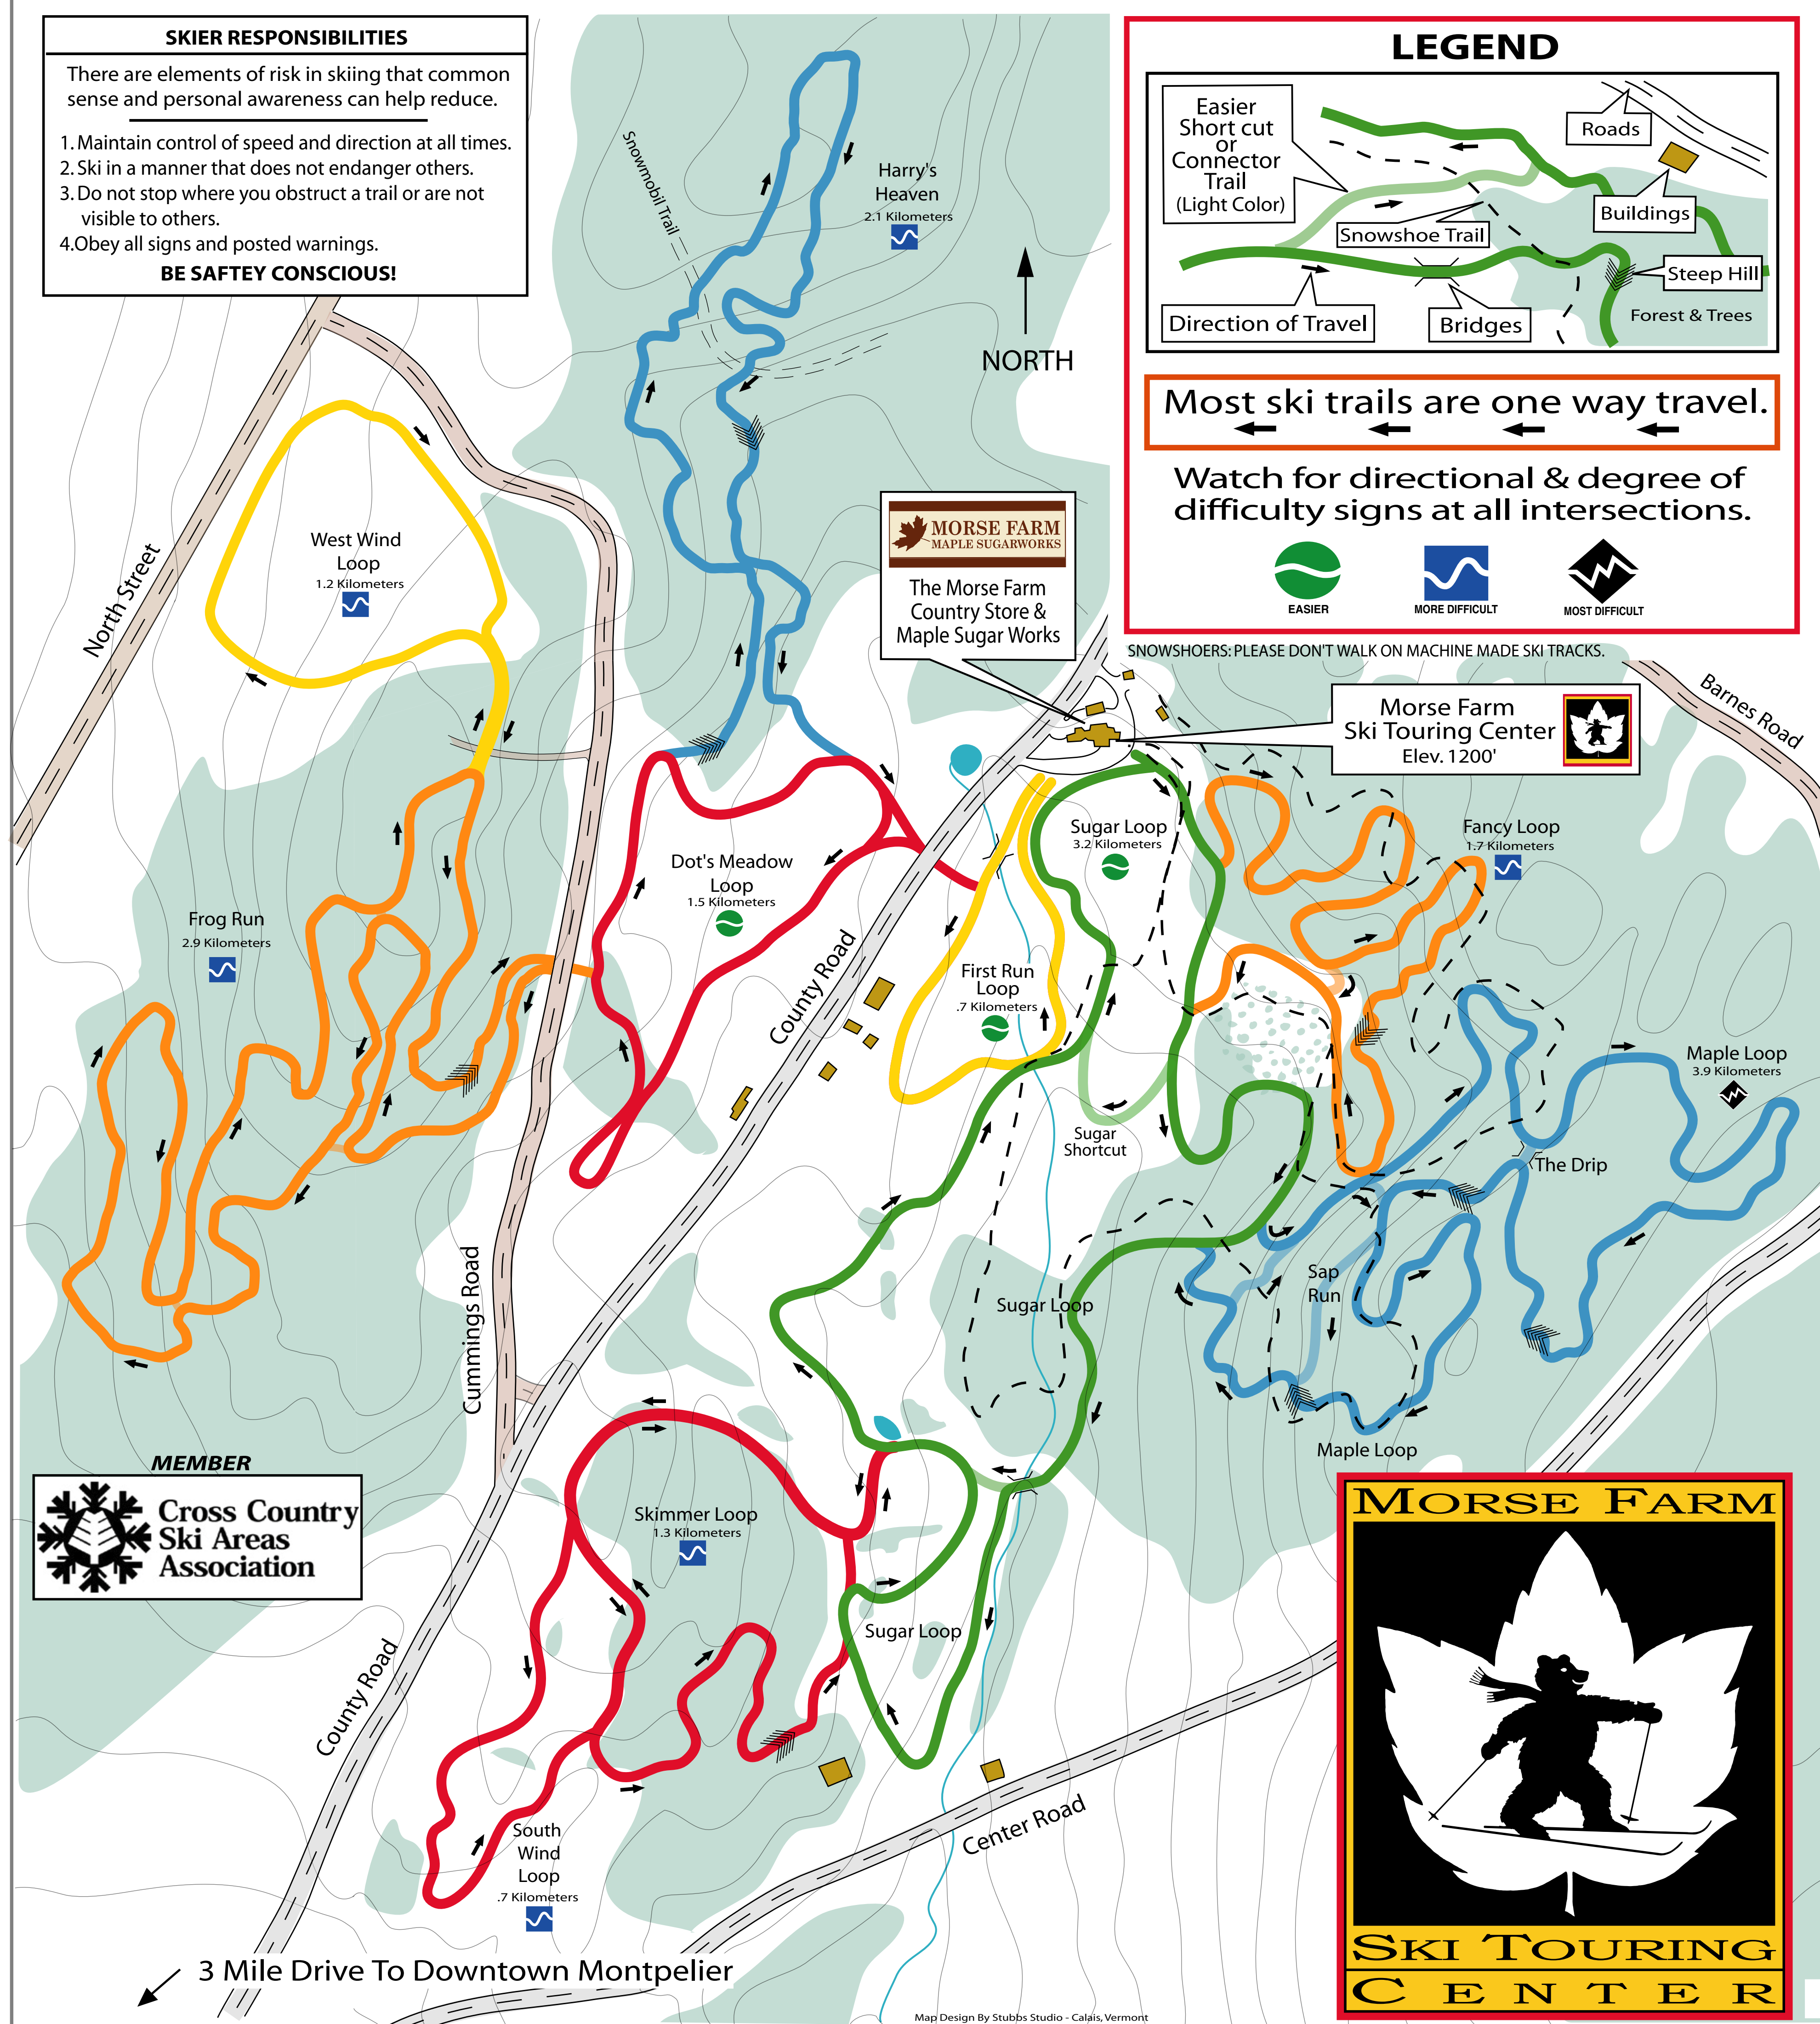 SKIER RESPONSIBILITIES
There are elements of risk in skiing that common
sense and personal awareness can help reduce.
1. Maintain control of speed and direction at all times.
2. Ski in a manner that does not endanger others.
3. Do not stop where you obstruct a trail or are not
visible to others.
4.Obey all signs and posted warnings.
BE SAFTEY CONSCIOUS!
LEGEND
Easier
Short cut
or
Connector
Trail
(Light Color)
Roads
Buildings
Snowshoe Trail
Steep Hill
Direction of Travel
Bridges
Forest & Trees
Most ski trails are one way travel.
Watch for directional & degree of
difficulty signs at all intersections.
EASIER
MORE DIFFICULT
MOST DIFFICULT
SNOWSHOERS: PLEASE DON'T WALK ON MACHINE MADE SKI TRACKS.
Snowmobil Trail
Harry's
Heaven
2.1 Kilometers
NORTH
North Street
West Wind
Loop
1.2 Kilometers
MORSE FARM
MAPLE SUGARWORKS
The Morse Farm
Country Store &
Maple Sugar Works
Barnes Road
Morse Farm
Ski Touring Center
Elev. 1200'
Sugar Loop
3.2 Kilometers
Fancy Loop
1.7 Kilometers
Dot's Meadow
Loop
1.5 Kilometers
Frog Run
2.9 Kilometers
County Road
First Run
Loop
.7 Kilometers
Maple Loop
3.9 Kilometers
Sugar
Shortcut
The Drip
Sap
Run
Sugar Loop
Cummings Road
Maple Loop
MEMBER
Cross Country
Ski Areas
Association
Skimmer Loop
1.3 Kilometers
Sugar Loop
County Road
South
Wind
Loop
.7 Kilometers
Center Road
3 Mile Drive To Downtown Montpelier
MORSE FARM
SKI TOURING
CENTER
Map Design By Stubbs Studio - Calais, Vermont